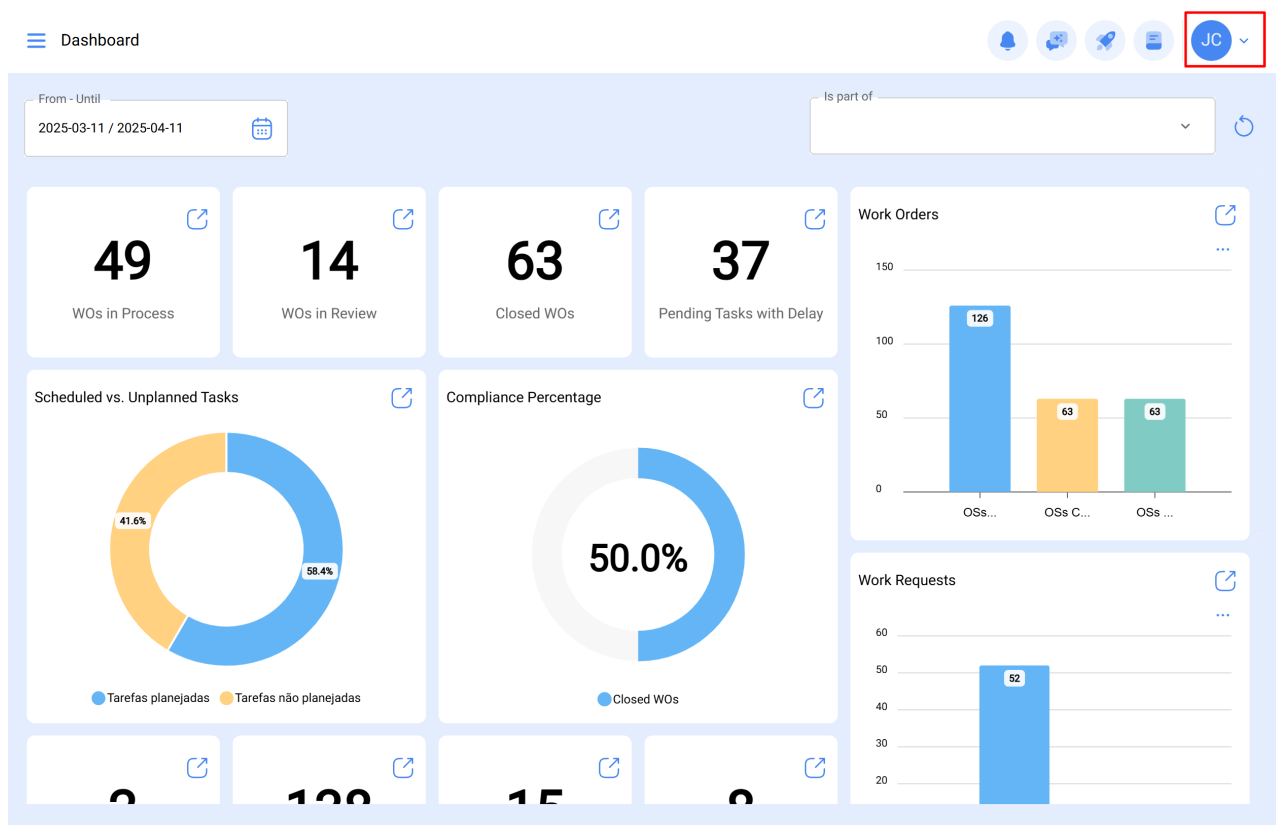 Dashboard
JC
From - Until
2025-03-11 / 2025-04-11
Is part of
49
WOs in Process
14
WOs in Review
63
Closed WOs
37
Pending Tasks with Delay
Work Orders
150
100
50
0
126
63
63
OSs...
OSs C...
OSs ...
Scheduled vs. Unplanned Tasks
41.6%
58.4%
Tarefas planejadas
Tarefas não planejadas
Compliance Percentage
50.0%
Closed WOs
Work Requests
60
50
40
30
20
52
15